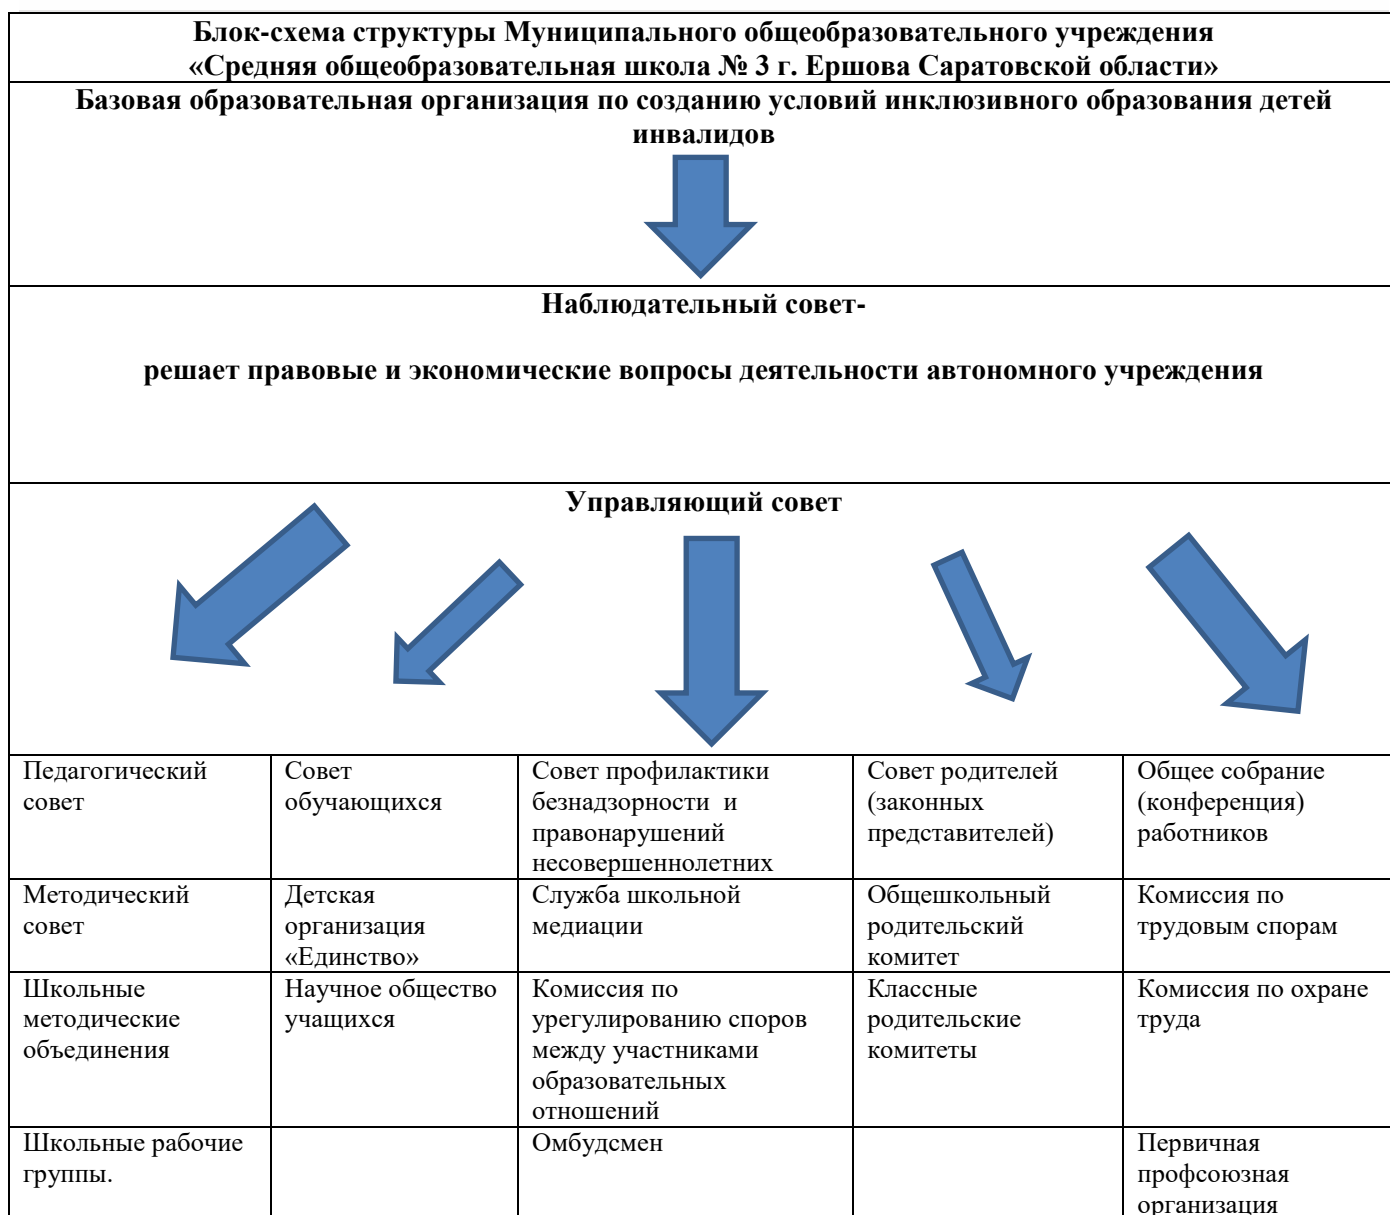 Блок-схема структуры Муниципального общеобразовательного учреждения
«Средняя общеобразовательная школа № 3 г. Ершова Саратовской области»
Базовая образовательная организация по созданию условий инклюзивного образования детей
инвалидов
Наблюдательный совет-
решает правовые и экономические вопросы деятельности автономного учреждения
Управляющий совет
Педагогический
совет
Совет
обучающихся
Совет профилактики
безнадзорности и
правонарушений
несовершеннолетних
Совет родителей
(законных
представителей)
Общее собрание
(конференция)
работников
Методический
совет
Детская
организация
«Единство»
Служба школьной
медиации
Общешкольный
родительский
комитет
Комиссия по
трудовым спорам
Школьные
методические
объединения
Научное общество
учащихся
Комиссия по
урегулированию споров
между участниками
образовательных
отношений
Классные
родительские
комитеты
Комиссия по охране
труда
Школьные рабочие
группы.
Омбудсмен
Первичная
профсоюзная
организация